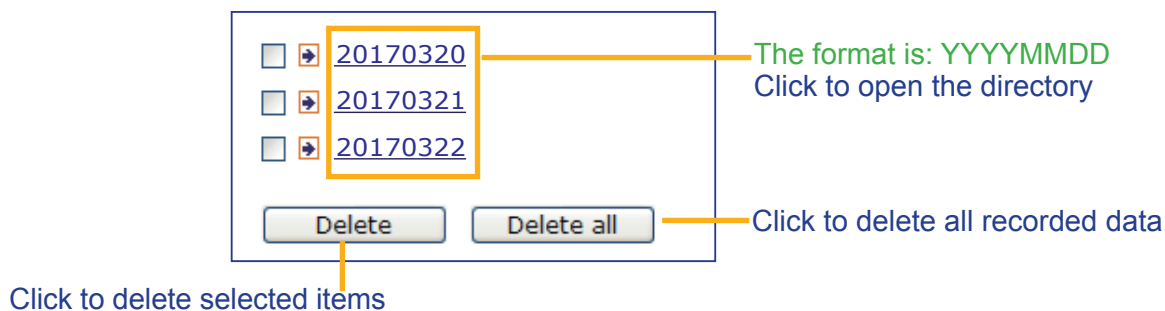 20170320
The format is: YYYYMMDD
Click to open the directory
20170321
20170322
Delete
Delete all
Click to delete all recorded data
Click to delete selected items